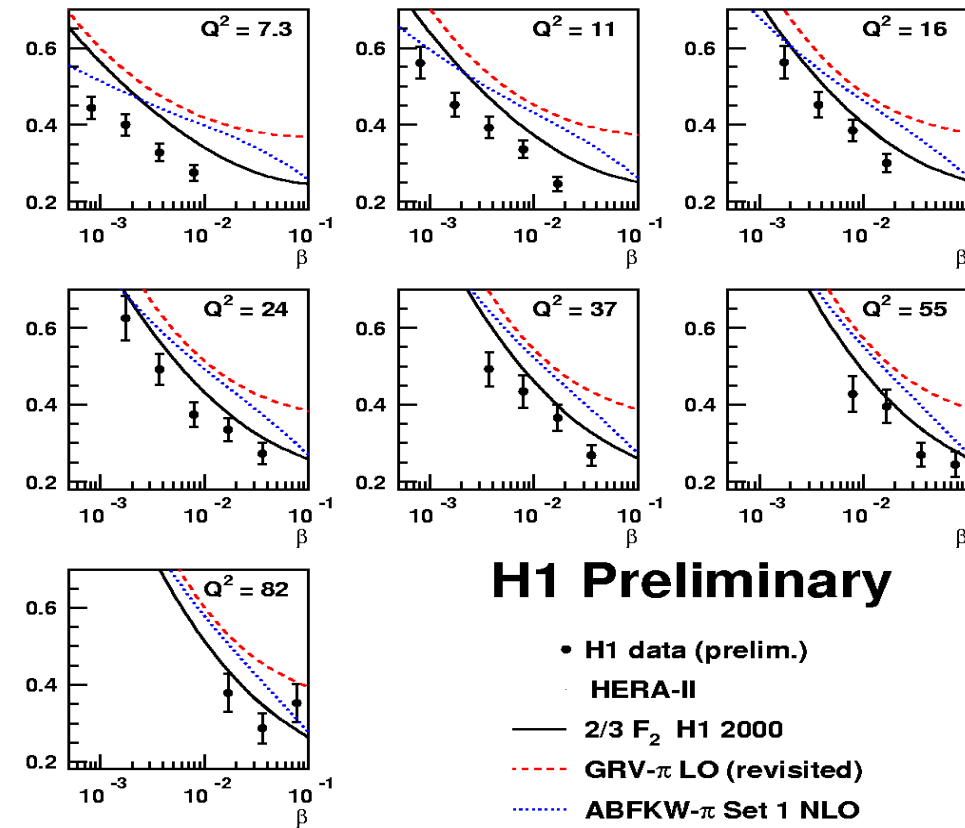 Q² = 7.3
0.6
0.4
0.2
10⁻³ 10⁻² 10⁻¹
β
Q² = 11
0.6
0.4
0.2
10⁻³ 10⁻² 10⁻¹
β
Q² = 16
0.6
0.4
0.2
10⁻³ 10⁻² 10⁻¹
β
Q² = 24
0.6
0.4
0.2
10⁻³ 10⁻² 10⁻¹
β
Q² = 37
0.6
0.4
0.2
10⁻³ 10⁻² 10⁻¹
β
Q² = 55
0.6
0.4
0.2
10⁻³ 10⁻² 10⁻¹
β
Q² = 82
0.6
0.4
0.2
10⁻³ 10⁻² 10⁻¹
β
H1 Preliminary
H1 data (prelim.)
HERA-II
2/3 F₂ H1 2000
GRV-π LO (revisited)
ABFKW-π Set 1 NLO